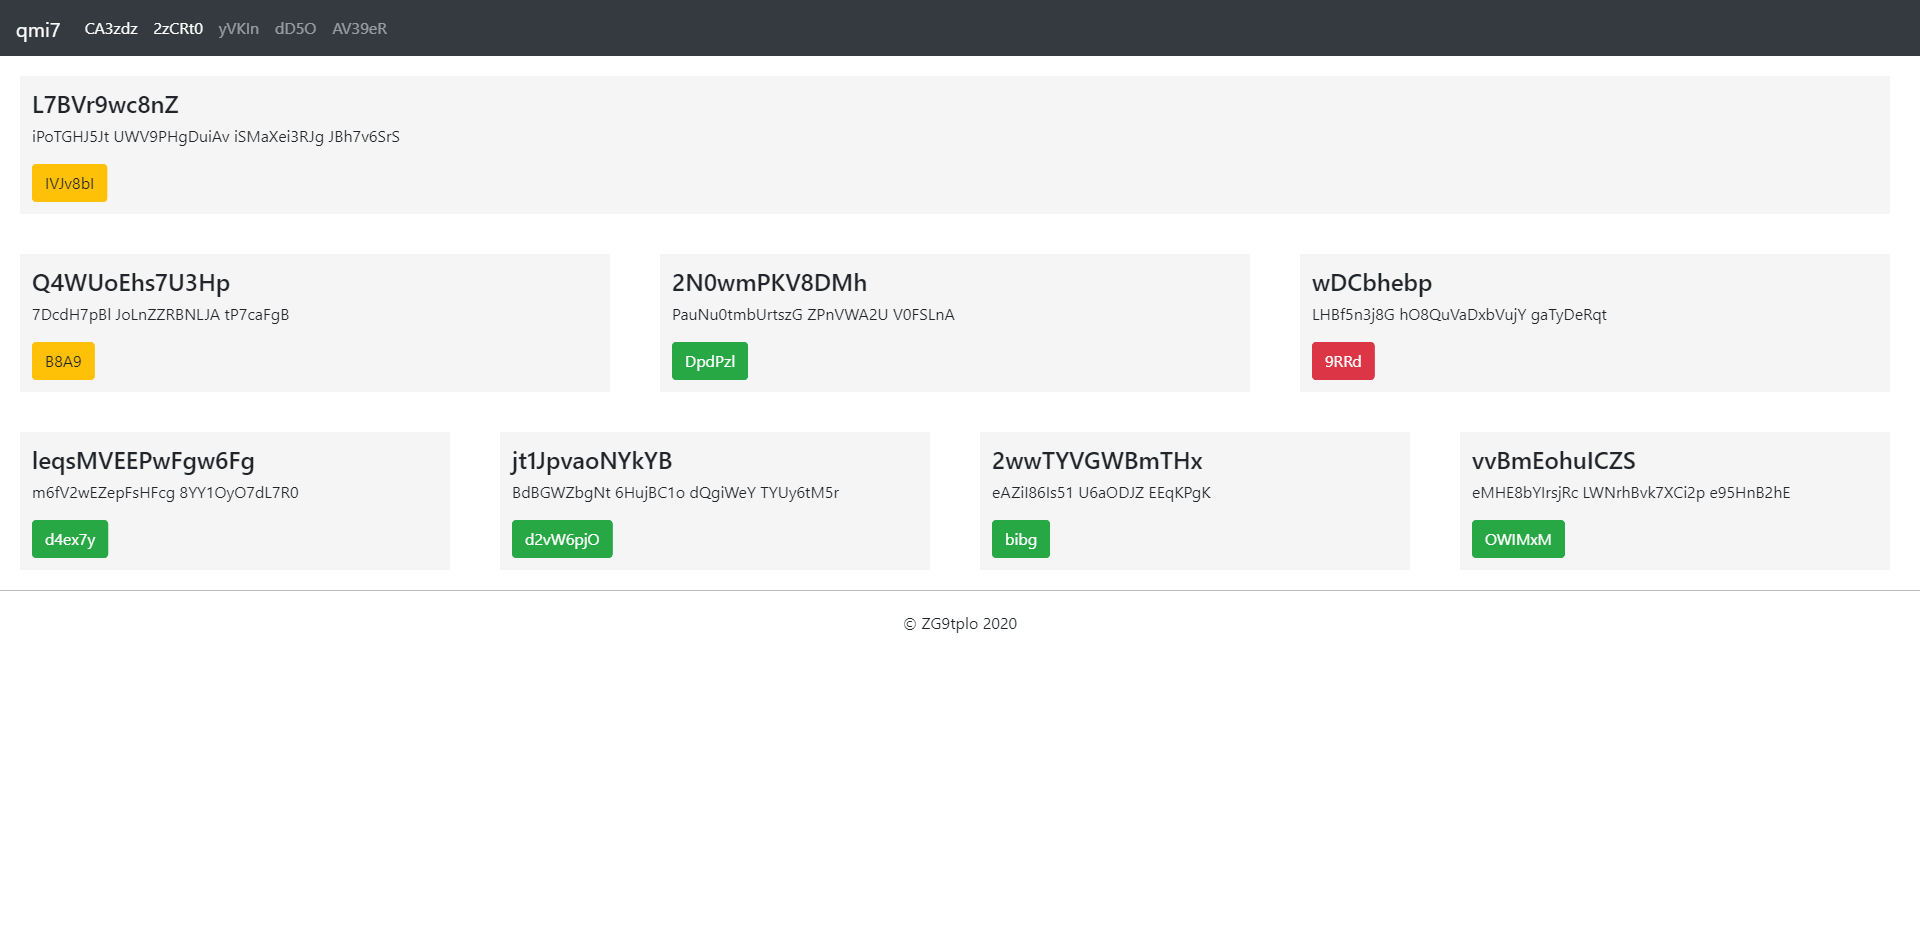 qmi7 CA3zdz 2zCRt0 yVKln dD5O AV39eR
L7BVr9wc8nZ
iPoTGHJ5Jt UWV9PHgDuiAv iSMaXei3RJg JBh7v6SrS
IVJv8bI
Q4WUoEhs7U3Hp
7DcdH7pBl JoLnZZRBNLJA tP7caFgB
B8A9
2N0wmPKV8DMh
PauNu0tmbUrtszG ZPnVWA2U V0FSLnA
DpdPzl
wDCbhebp
LHBf5n3j8G hO8QuVaDxbVujY gaTyDeRqt
9RRd
leqsMVEEPwFgw6Fg
m6fV2wEZepFsHFcg 8YY1OyO7dL7R0
d4ex7y
jt1JpvaoNYkYB
BdBGWZbgNt 6HujBC1o dQgiWeY TYUy6tM5r
d2vW6pjO
2wwTYVGWBmTHx
eAZiI86Is51 U6aODJZ EEqKPgK
bibg
vvBmEohuICZS
eMHE8bYIrsjRc LWNrhBvk7XCi2p e95HnB2hE
OWIMxM
© ZG9tplo 2020